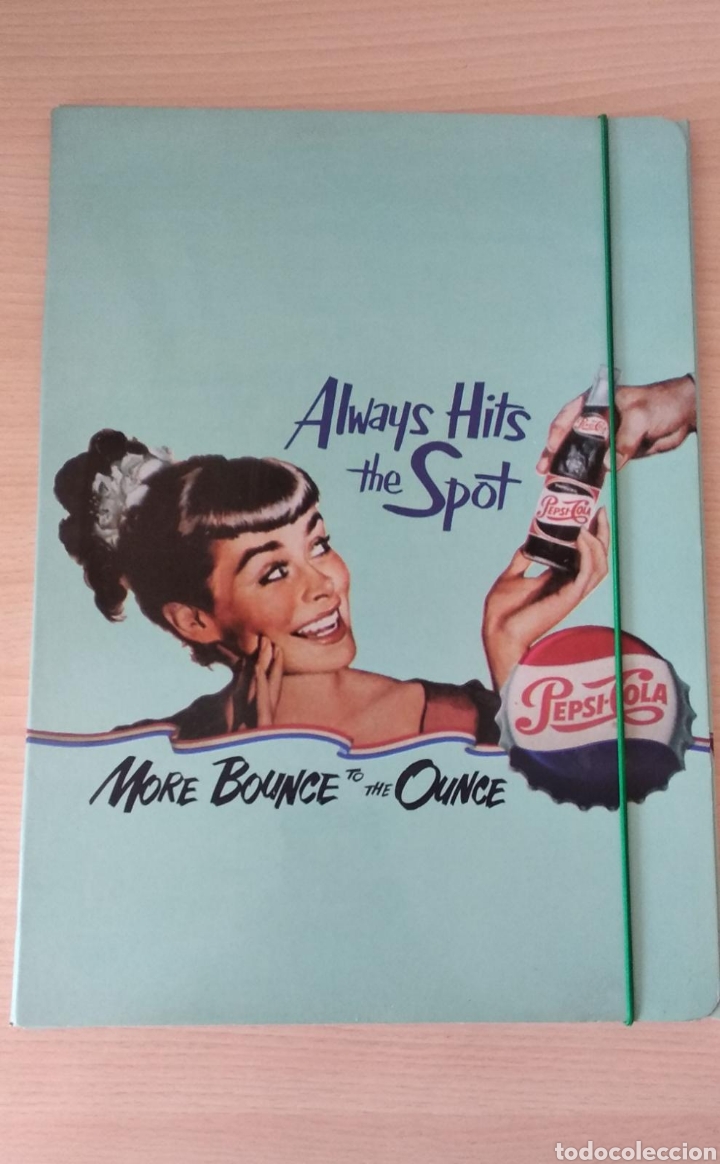 Always Hits
the Spot
PEPSI-COLA
PEPSI-COLA
PEPSI-COLA
MORE BOUNCE TO THE OUNCE
todocoleccion